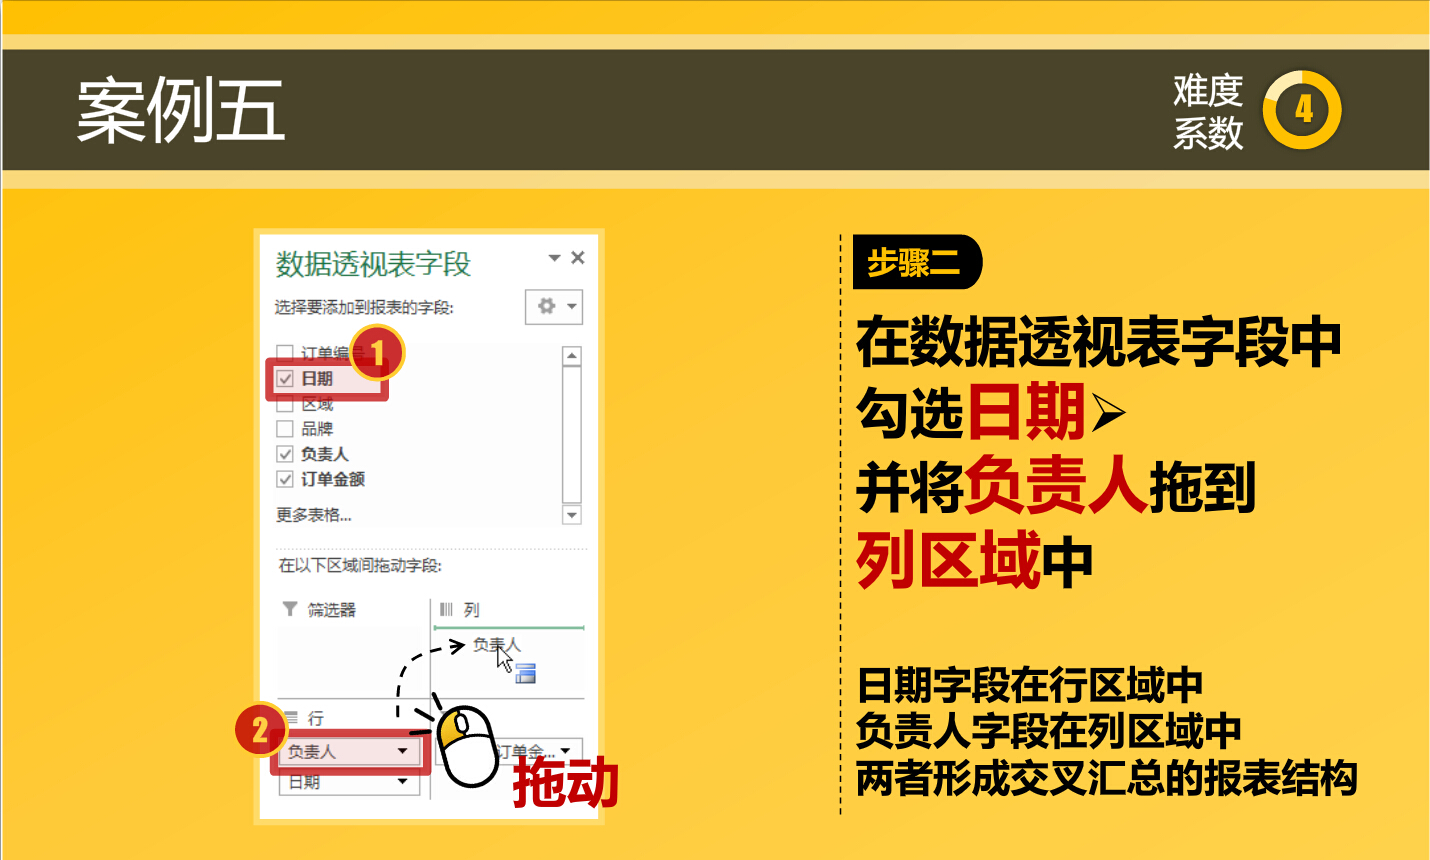 案例五
难度
系数
4
数据透视表字段
选择要添加到报表的字段:
订单编号
1
日期
区域
品牌
负责人
订单金额
更多表格...
在以下区域间拖动字段:
筛选器
列
负责人
2
行
负责人
订单金...
日期
拖动
步骤二
在数据透视表字段中
勾选日期➢
并将负责人拖到
列区域中
日期字段在行区域中
负责人字段在列区域中
两者形成交叉汇总的报表结构